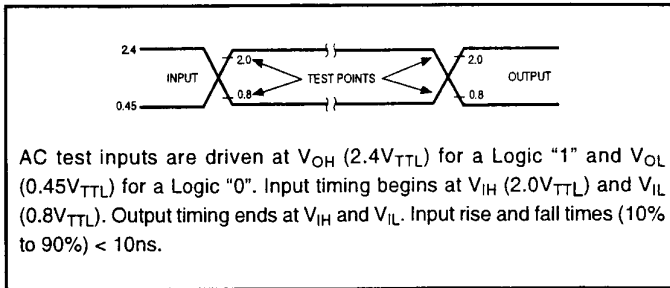 2.4
2.0
2.0
INPUT
TEST POINTS
OUTPUT
0.8
0.8
0.45
AC test inputs are driven at VOH (2.4VTTL) for a Logic “1” and VOL
(0.45VTTL) for a Logic “0”. Input timing begins at VIH (2.0VTTL) and VIL
(0.8VTTL). Output timing ends at VIH and VIL. Input rise and fall times (10%
to 90%) < 10ns.